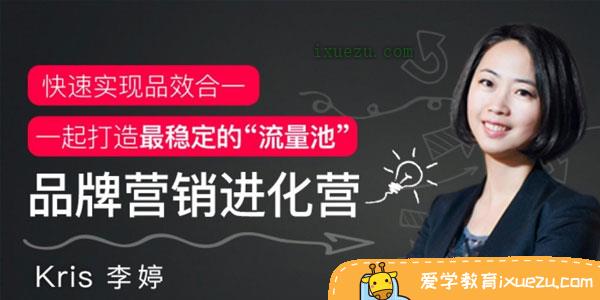 ixuezu.com
快速实现品效合一
一起打造最稳定的“流量池”
品牌营销进化营
Kris 李婷
爱学教育ixuezu.com